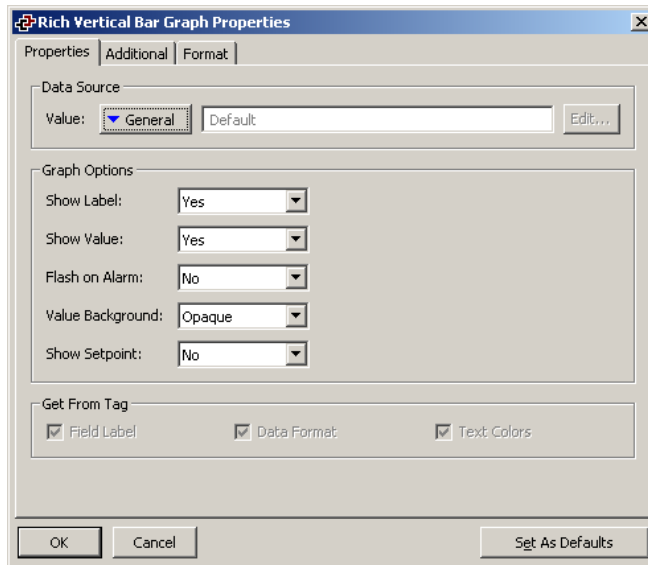 Rich Vertical Bar Graph Properties
Properties Additional Format
Data Source
Value: General Default Edit...
Graph Options
Show Label: Yes
Show Value: Yes
Flash on Alarm: No
Value Background: Opaque
Show Setpoint: No
Get From Tag
Field Label Data Format Text Colors
OK Cancel Set As Defaults